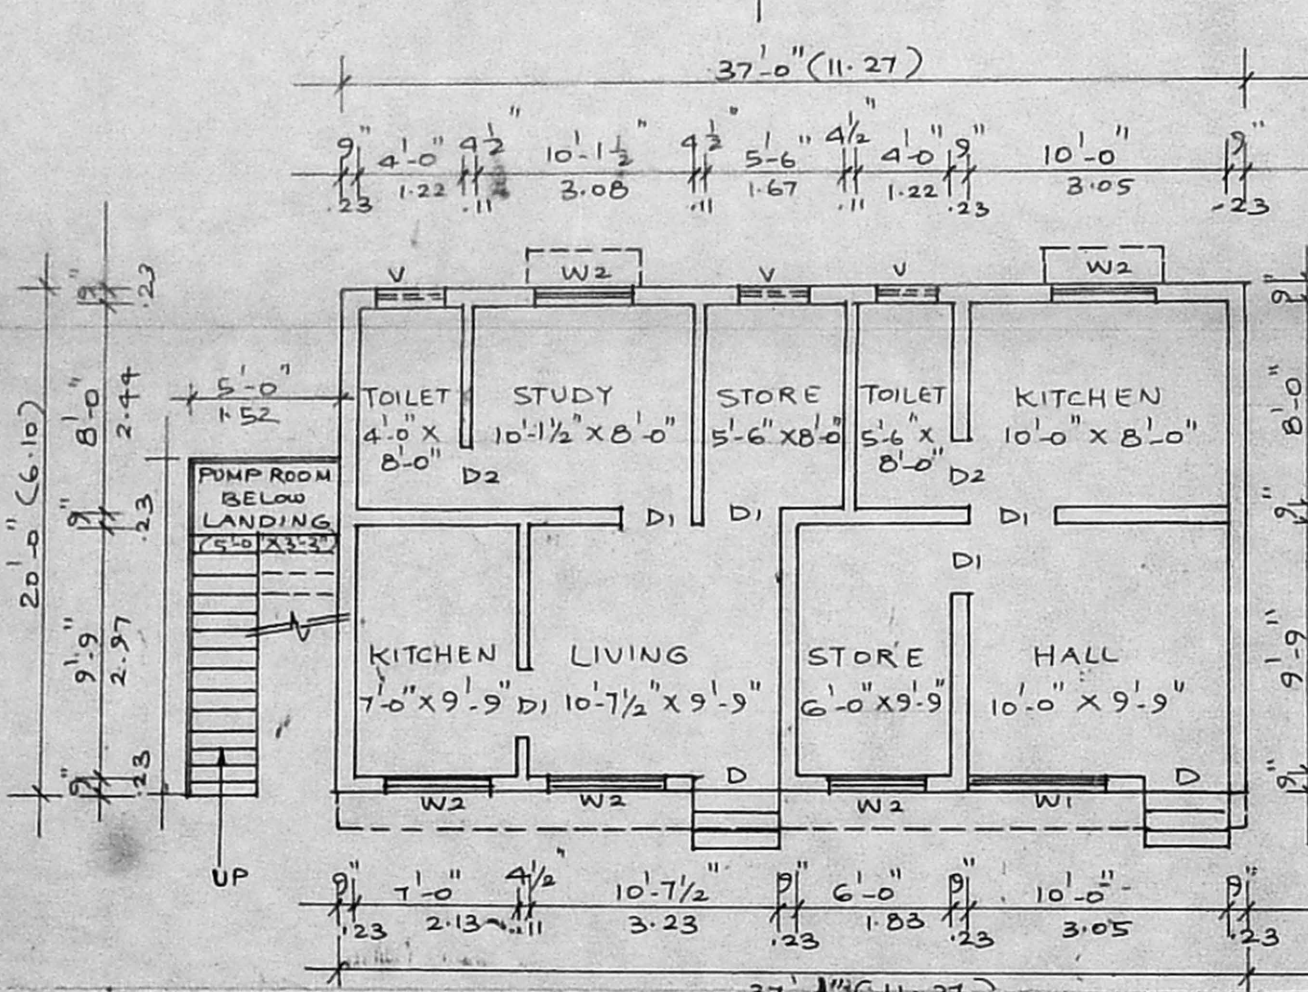 37'-0" (11.27)
9" 4'-0" 4½" 10'-1½" 4½" 5'-6" 4½" 4'-0" 9" 10'-0" 9"
.23 1.22 .11 3.08 .11 1.67 .11 1.22 .23 3.05 .23
V W2 V V W2
20'-0" (6.10)
9" 8'-0" 9" 9'-9" 9"
.23 2.44 .23 2.97 .23
5'-0"
1.52
TOILET
4'-0" X
8'-0"
STUDY
10'-1½" X 8'-0"
STORE
5'-6" X 8'-0"
TOILET
5'-6" X
8'-0"
KITCHEN
10'-0" X 8'-0"
D2 D2
D1 D1 D1
D1
PUMP ROOM
BELOW
LANDING
(5'-0 X 3'-3")
KITCHEN
7'-0" X 9'-9"
D1
LIVING
10'-7½" X 9'-9"
STORE
6'-0" X 9'-9"
HALL
10'-0" X 9'-9"
D D
W2 W2 W2 W1
UP
9" 8'-0" 9" 9'-9" 9"
9" 7'-0" 4½" 10'-7½" 9" 6'-0" 9" 10'-0" 9"
.23 2.13 .11 3.23 .23 1.83 .23 3.05 .23